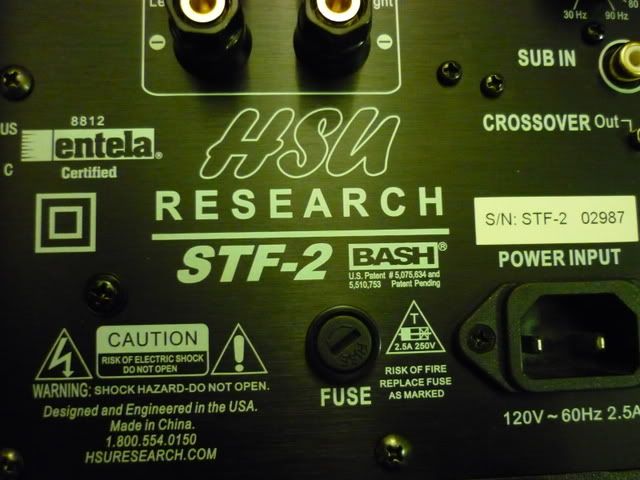 30 Hz 90 Hz 80
SUB IN
CROSSOVER Out
US
C
8812
entela®
Certified
HSU
RESEARCH
STF-2
BASH®
U.S. Patent # 5,075,634 and
5,510,753 Patent Pending
S/N: STF-2 02987
POWER INPUT
CAUTION
RISK OF ELECTRIC SHOCK
DO NOT OPEN
WARNING: SHOCK HAZARD-DO NOT OPEN.
Designed and Engineered in the USA.
Made in China.
1.800.554.0150
HSURESEARCH.COM
FUSE
T
2.5A 250V
RISK OF FIRE
REPLACE FUSE
AS MARKED
120V ~ 60Hz 2.5A